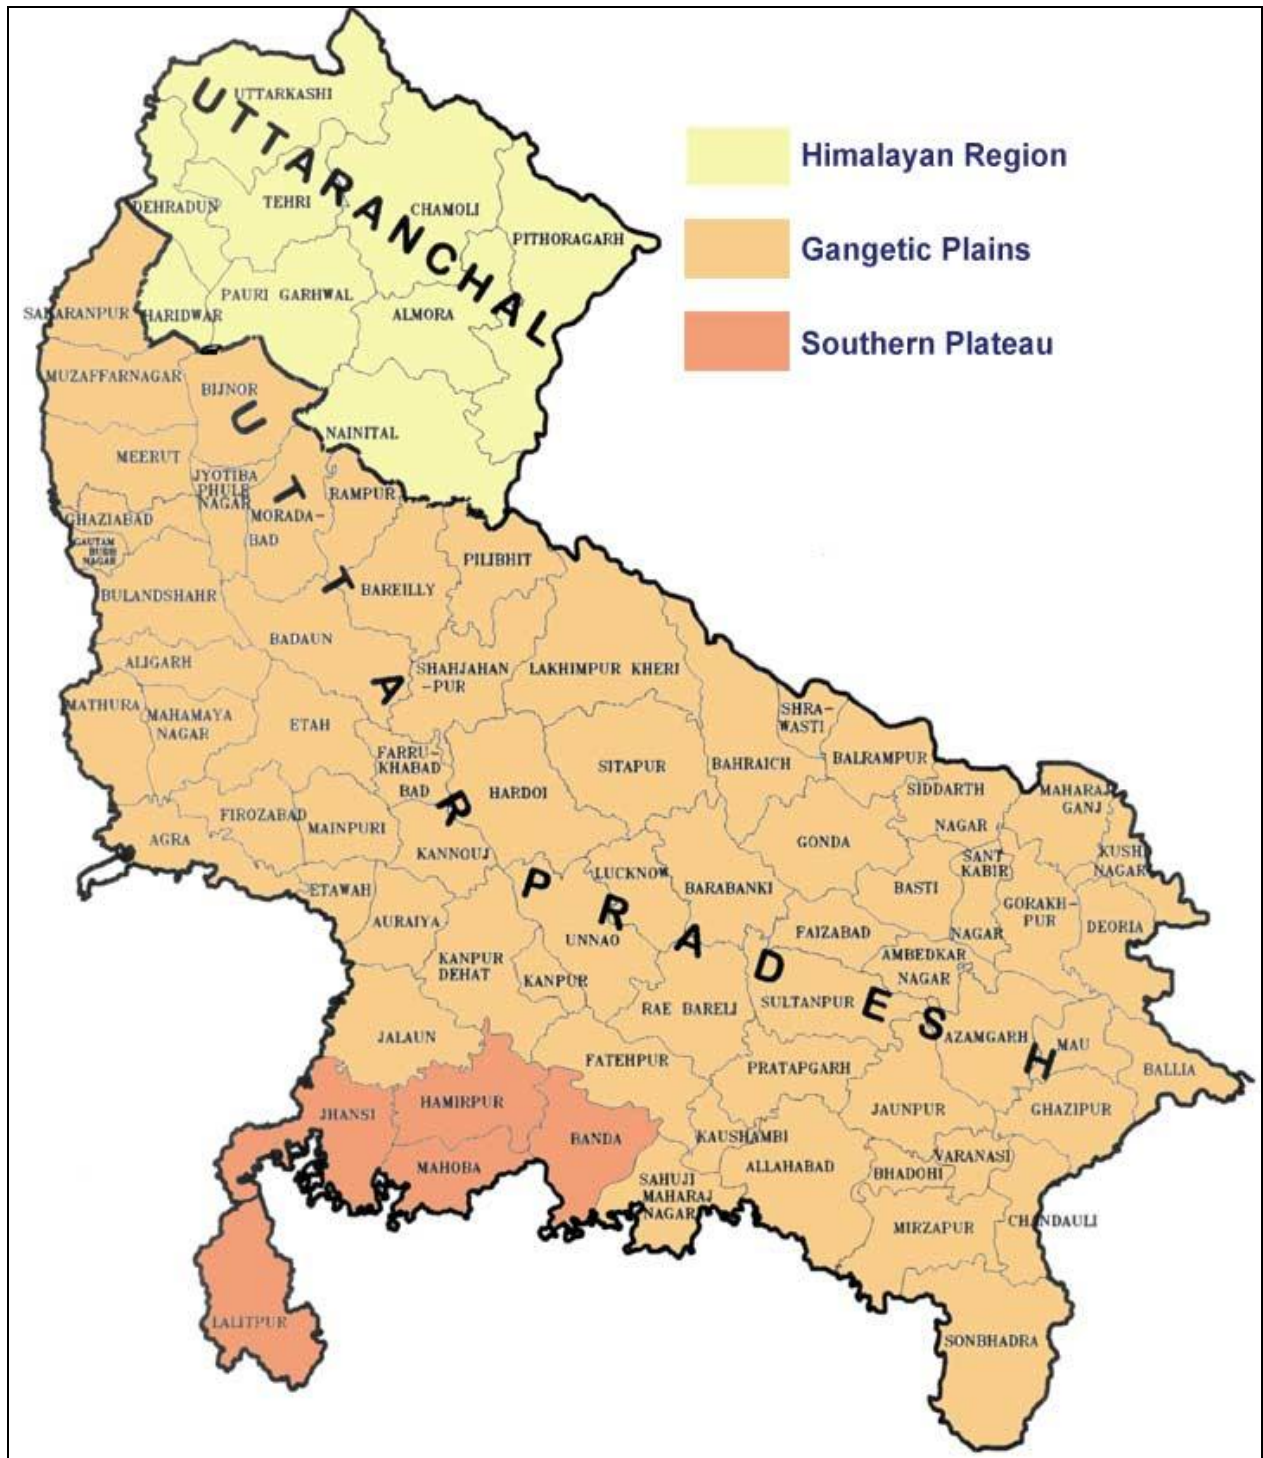 UTTARANCHAL
UTTARKASHI
DEHRADUN
TEHRI
CHAMOLI
PITHORAGARH
HARIDWAR
PAURI GARHWAL
ALMORA
NAINITAL
Himalayan Region
Gangetic Plains
Southern Plateau
UTTAR PRADESH
SAHARANPUR
MUZAFFARNAGAR
BIJNOR
MEERUT
JYOTIBA
PHULE
NAGAR
MORADA-
BAD
RAMPUR
GHAZIABAD
GAUTAM
BUDH
NAGAR
BULANDSHAHR
BAREILLY
PILIBHIT
BADAUN
ALIGARH
SHAHJAHAN
-PUR
LAKHIMPUR KHERI
MATHURA
MAHAMAYA
NAGAR
ETAH
SHRA-
WASTI
FARRU-
KHABAD
BAD
HARDOI
SITAPUR
BAHRAICH
BALRAMPUR
SIDDARTH
NAGAR
MAHARAJ
GANJ
AGRA
FIROZABAD
MAINPURI
KANNOUJ
GONDA
SANT
KABIR
NAGAR
KUSHI
NAGAR
ETAWAH
LUCKNOW
BARABANKI
BASTI
GORAKH-
PUR
DEORIA
AURAIYA
UNNAO
FAIZABAD
AMBEDKAR
NAGAR
KANPUR
DEHAT
KANPUR
RAE BARELI
SULTANPUR
JALAUN
AZAMGARH
MAU
BALLIA
FATEHPUR
PRATAPGARH
JHANSI
HAMIRPUR
BANDA
JAUNPUR
GHAZIPUR
MAHOBA
KAUSHAMBI
ALLAHABAD
BHADOHI
VARANASI
SAHUJI
MAHARAJ
NAGAR
MIRZAPUR
CHANDAULI
LALITPUR
SONBHADRA